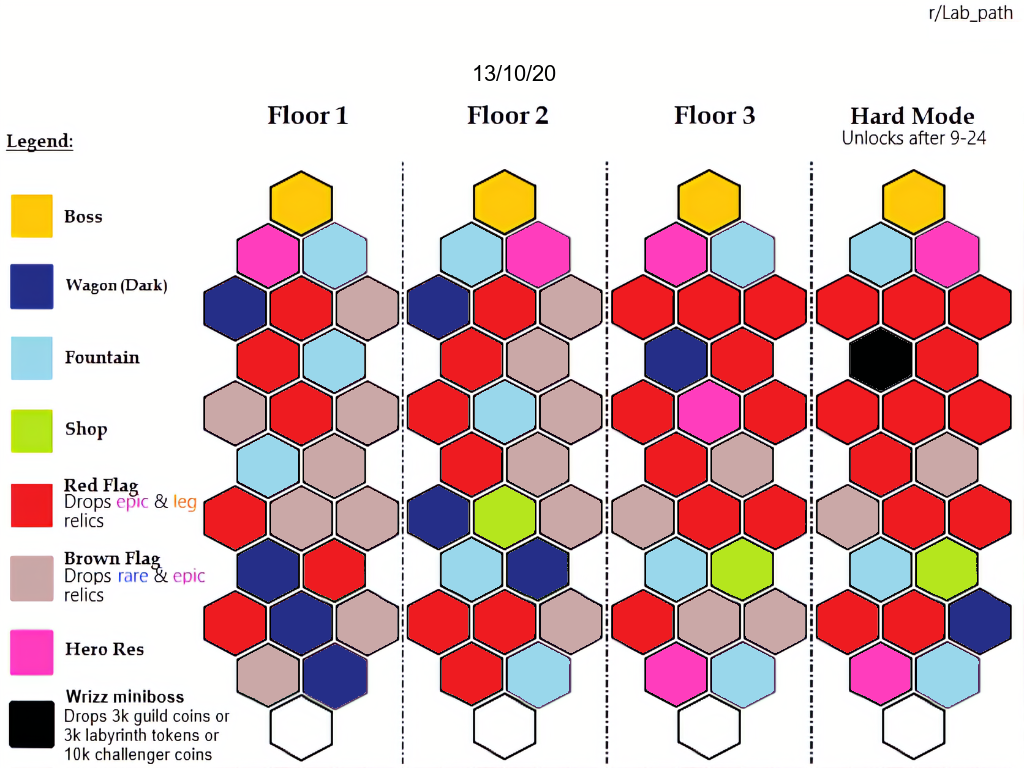 r/Lab_path
13/10/20
Floor 1
Floor 2
Floor 3
Hard Mode
Unlocks after 9-24
Legend:
Boss
Wagon (Dark)
Fountain
Shop
Red Flag
Drops epic & leg
relics
Brown Flag
Drops rare & epic
relics
Hero Res
Wrizz miniboss
Drops 3k guild coins or
3k labyrinth tokens or
10k challenger coins